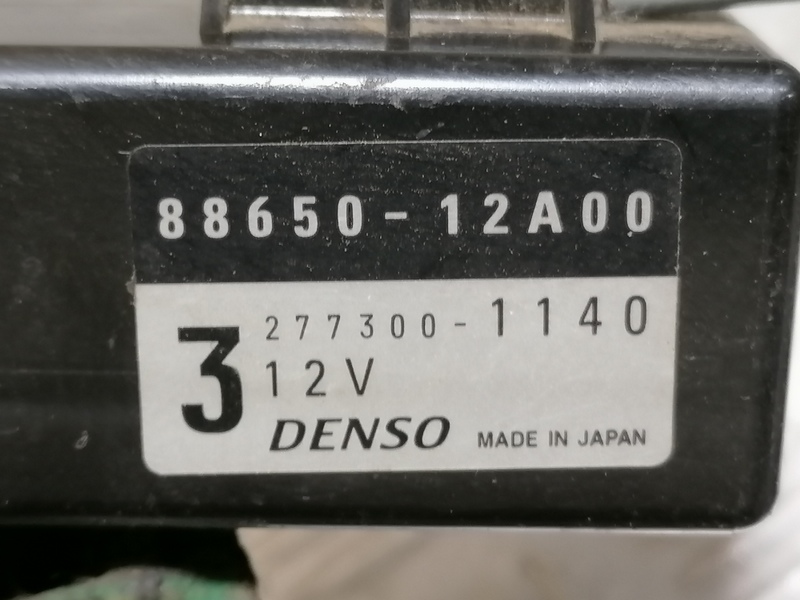 88650-12A00
3
277300-1140
12V
DENSO MADE IN JAPAN